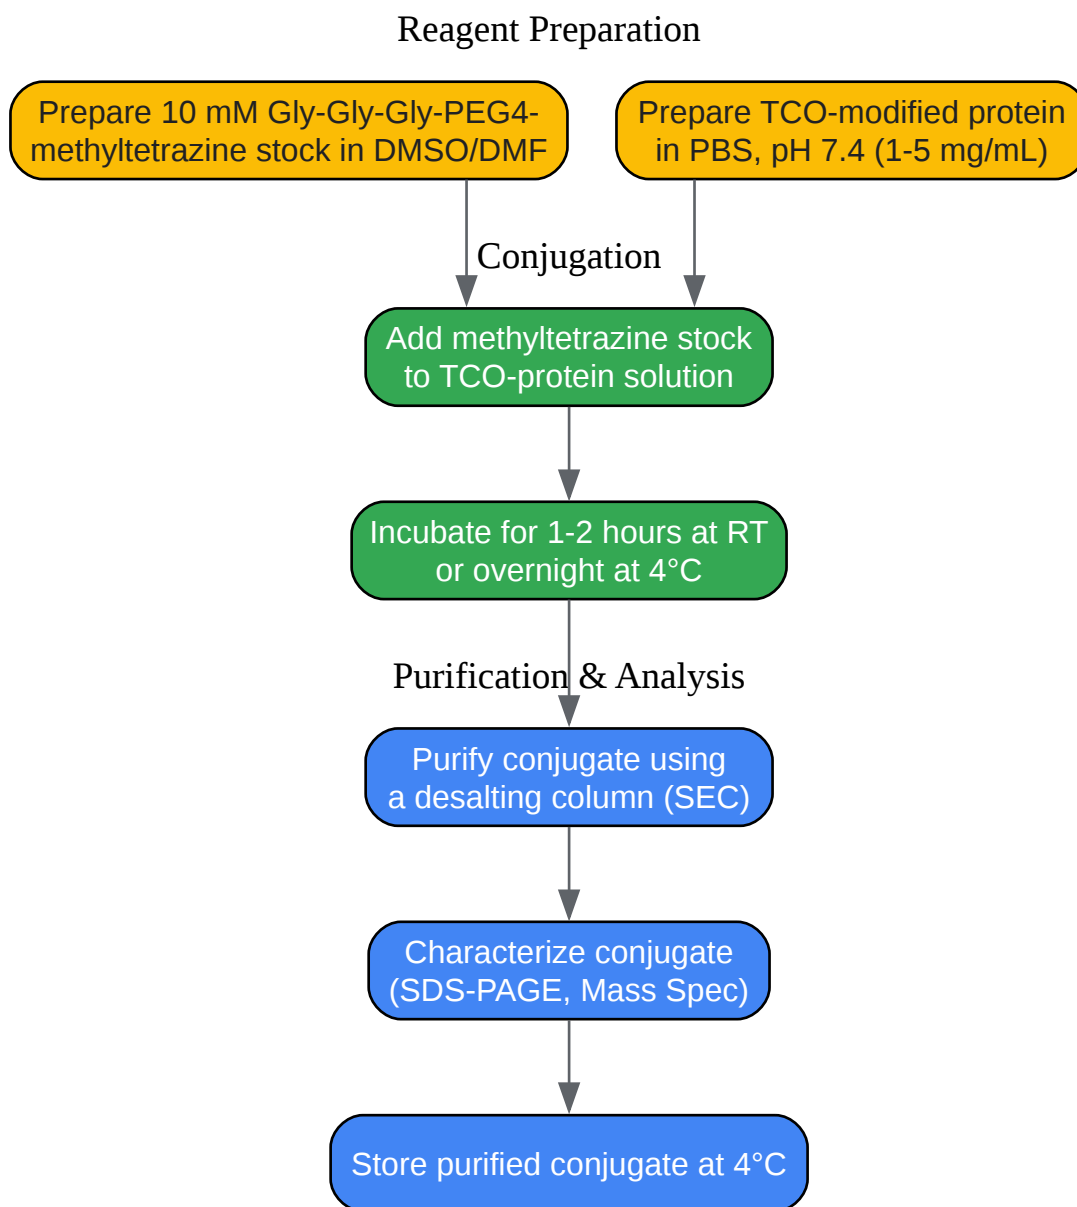 Reagent Preparation
Prepare 10 mM Gly-Gly-Gly-PEG4-
methyltetrazine stock in DMSO/DMF
Prepare TCO-modified protein
in PBS, pH 7.4 (1-5 mg/mL)
Conjugation
Add methyltetrazine stock
to TCO-protein solution
Incubate for 1-2 hours at RT
or overnight at 4°C
Purification & Analysis
Purify conjugate using
a desalting column (SEC)
Characterize conjugate
(SDS-PAGE, Mass Spec)
Store purified conjugate at 4°C